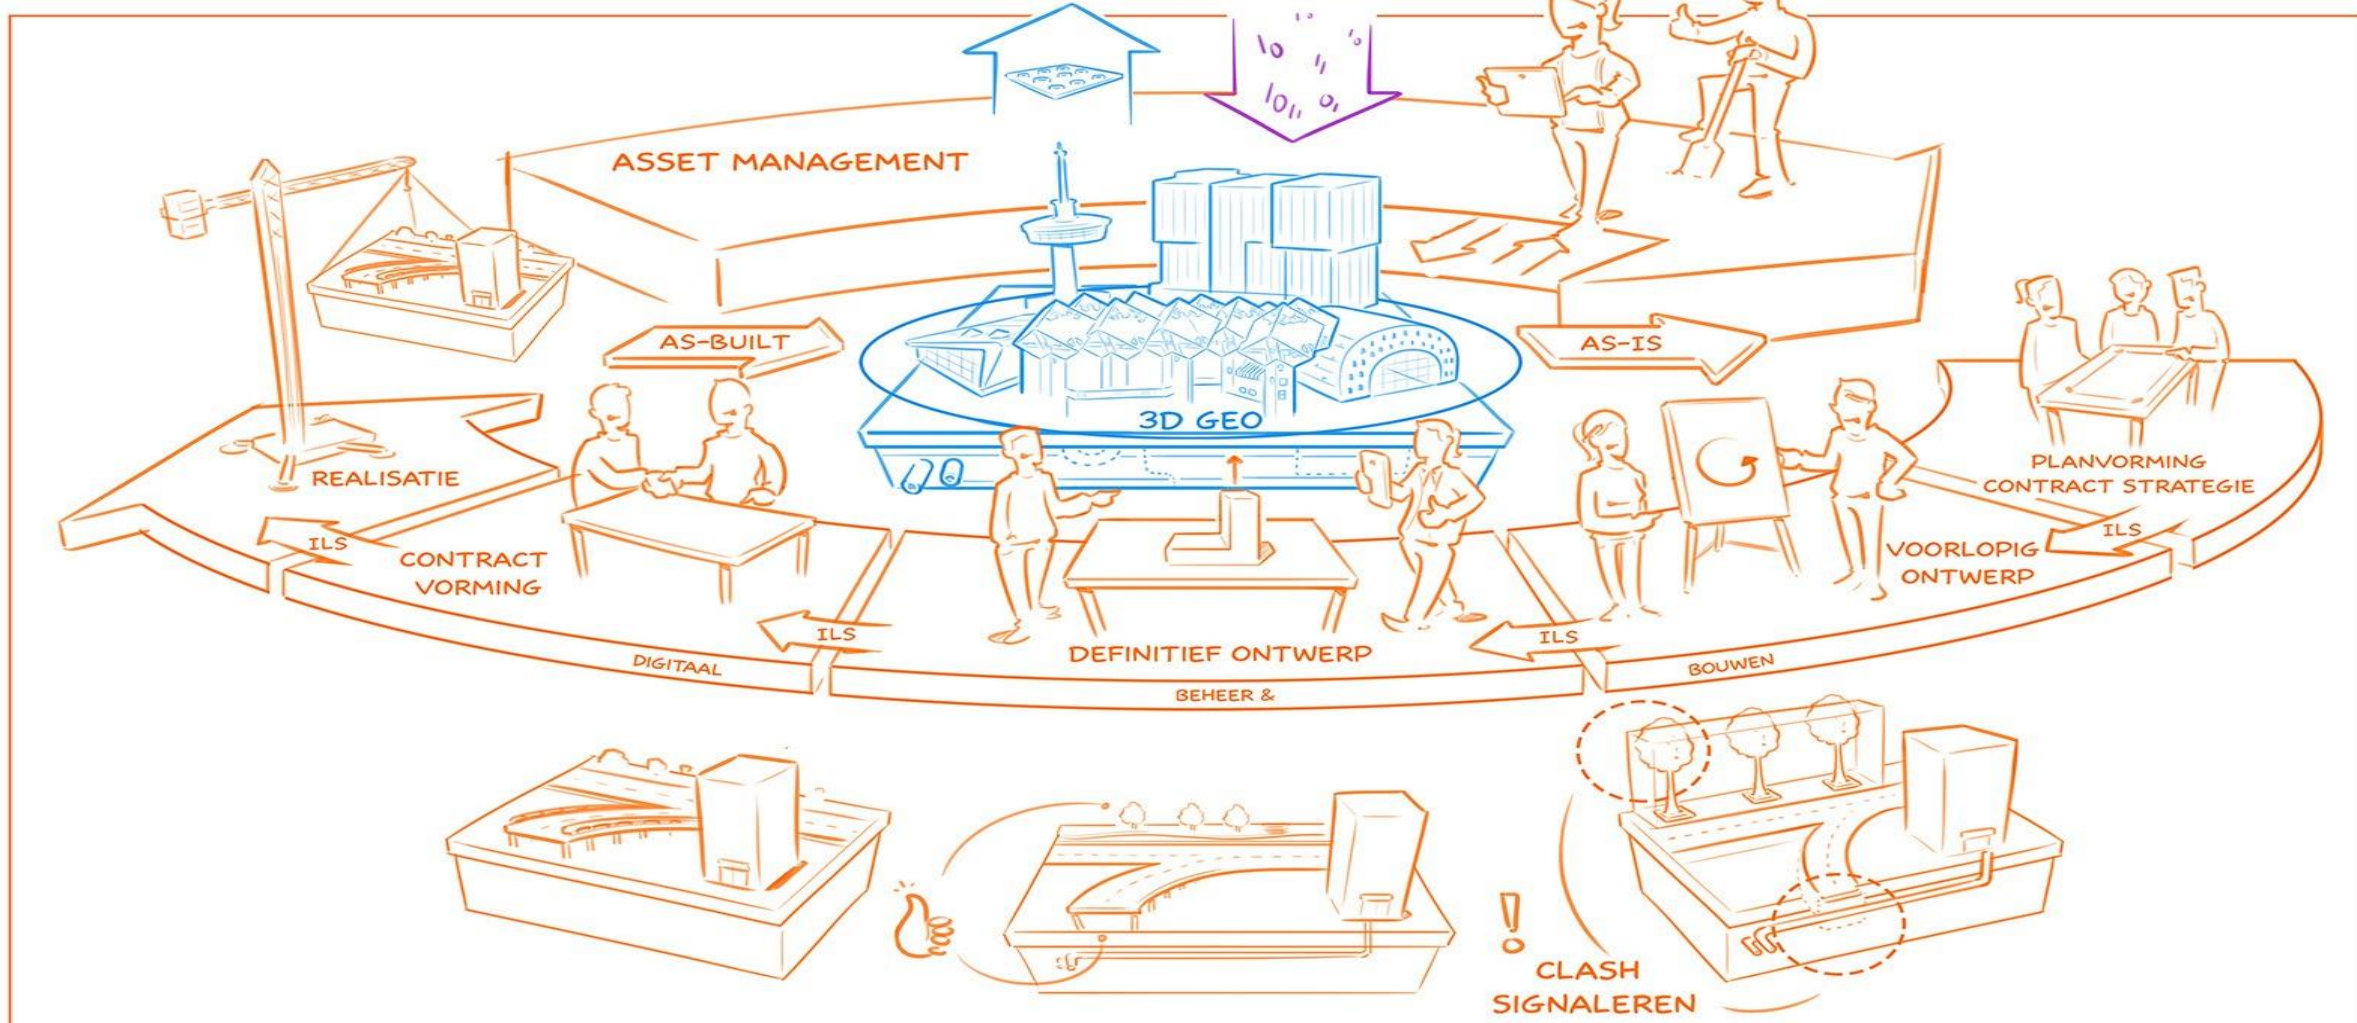 ASSET MANAGEMENT
AS-BUILT
AS-IS
3D GEO
REALISATIE
PLANVORMING
CONTRACT STRATEGIE
ILS
ILS
CONTRACT
VORMING
VOORLOPIG
ONTWERP
ILS
ILS
DEFINITIEF ONTWERP
DIGITAAL
BEHEER &
BOUWEN
!
CLASH
SIGNALEREN